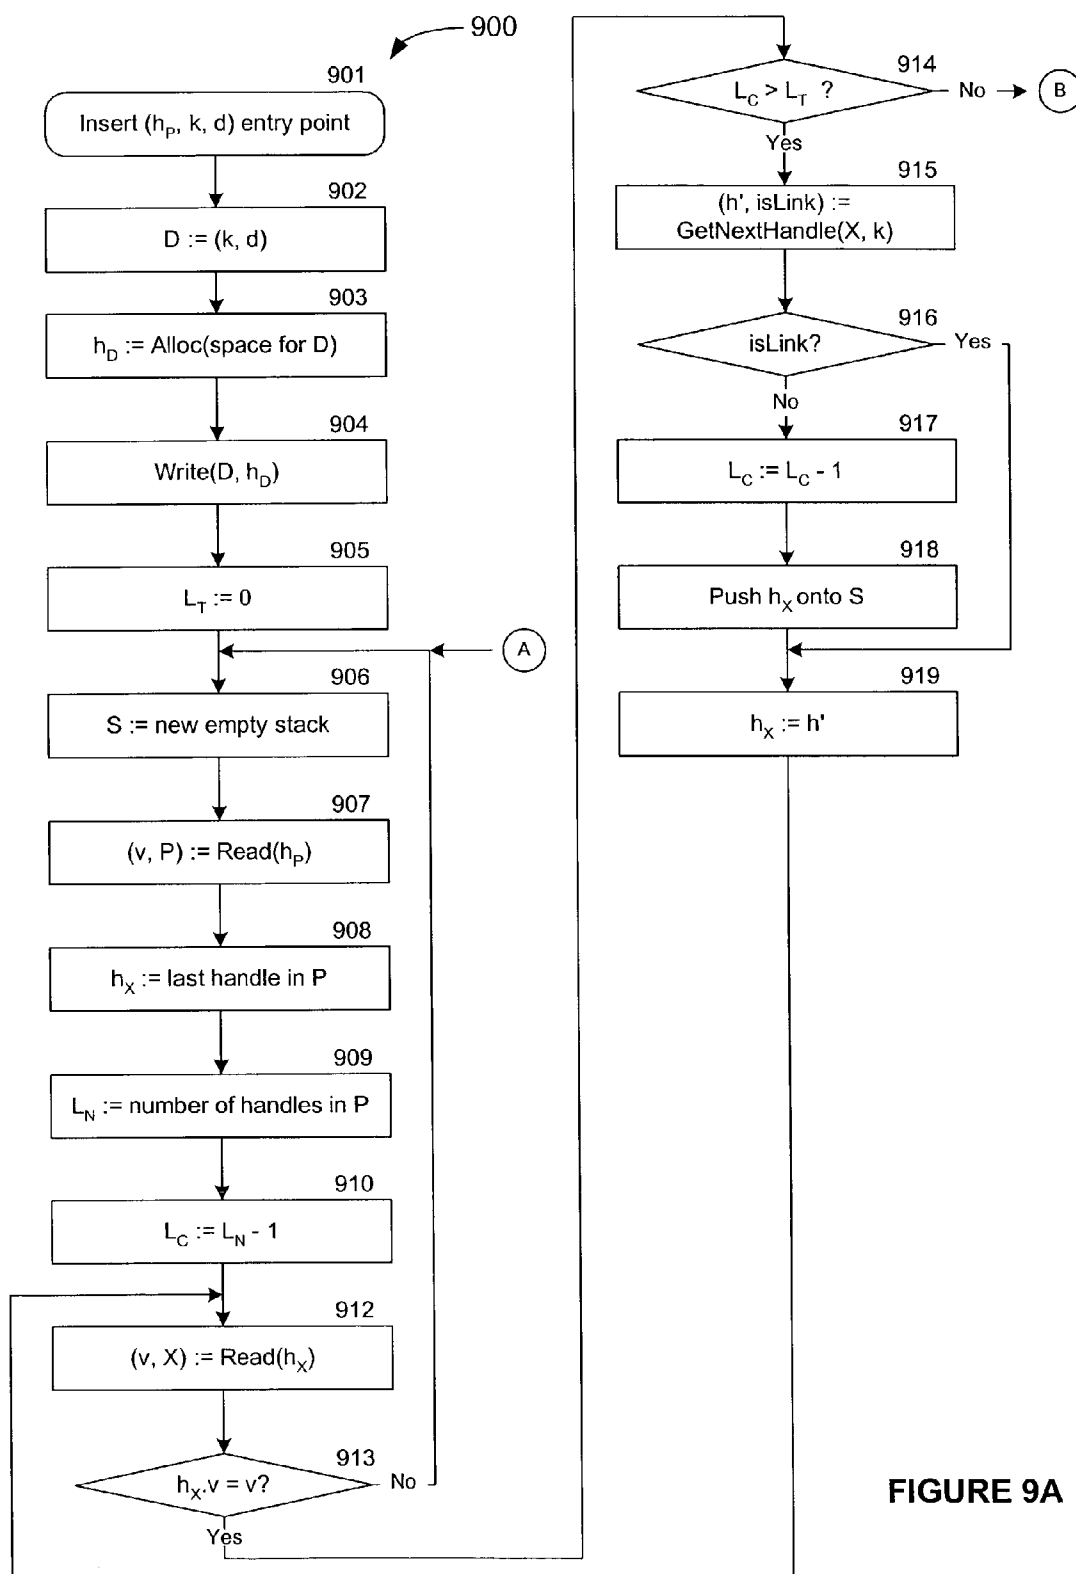 900
901
Insert (hP, k, d) entry point
902
D := (k, d)
903
hD := Alloc(space for D)
904
Write(D, hD)
905
LT := 0
A
906
S := new empty stack
907
(v, P) := Read(hP)
908
hX := last handle in P
909
LN := number of handles in P
910
LC := LN - 1
912
(v, X) := Read(hX)
913
hX.v = v?
No
Yes
914
LC > LT ?
No
B
Yes
915
(h', isLink) :=
GetNextHandle(X, k)
916
isLink?
Yes
No
917
LC := LC - 1
918
Push hX onto S
919
hX := h'
FIGURE 9A